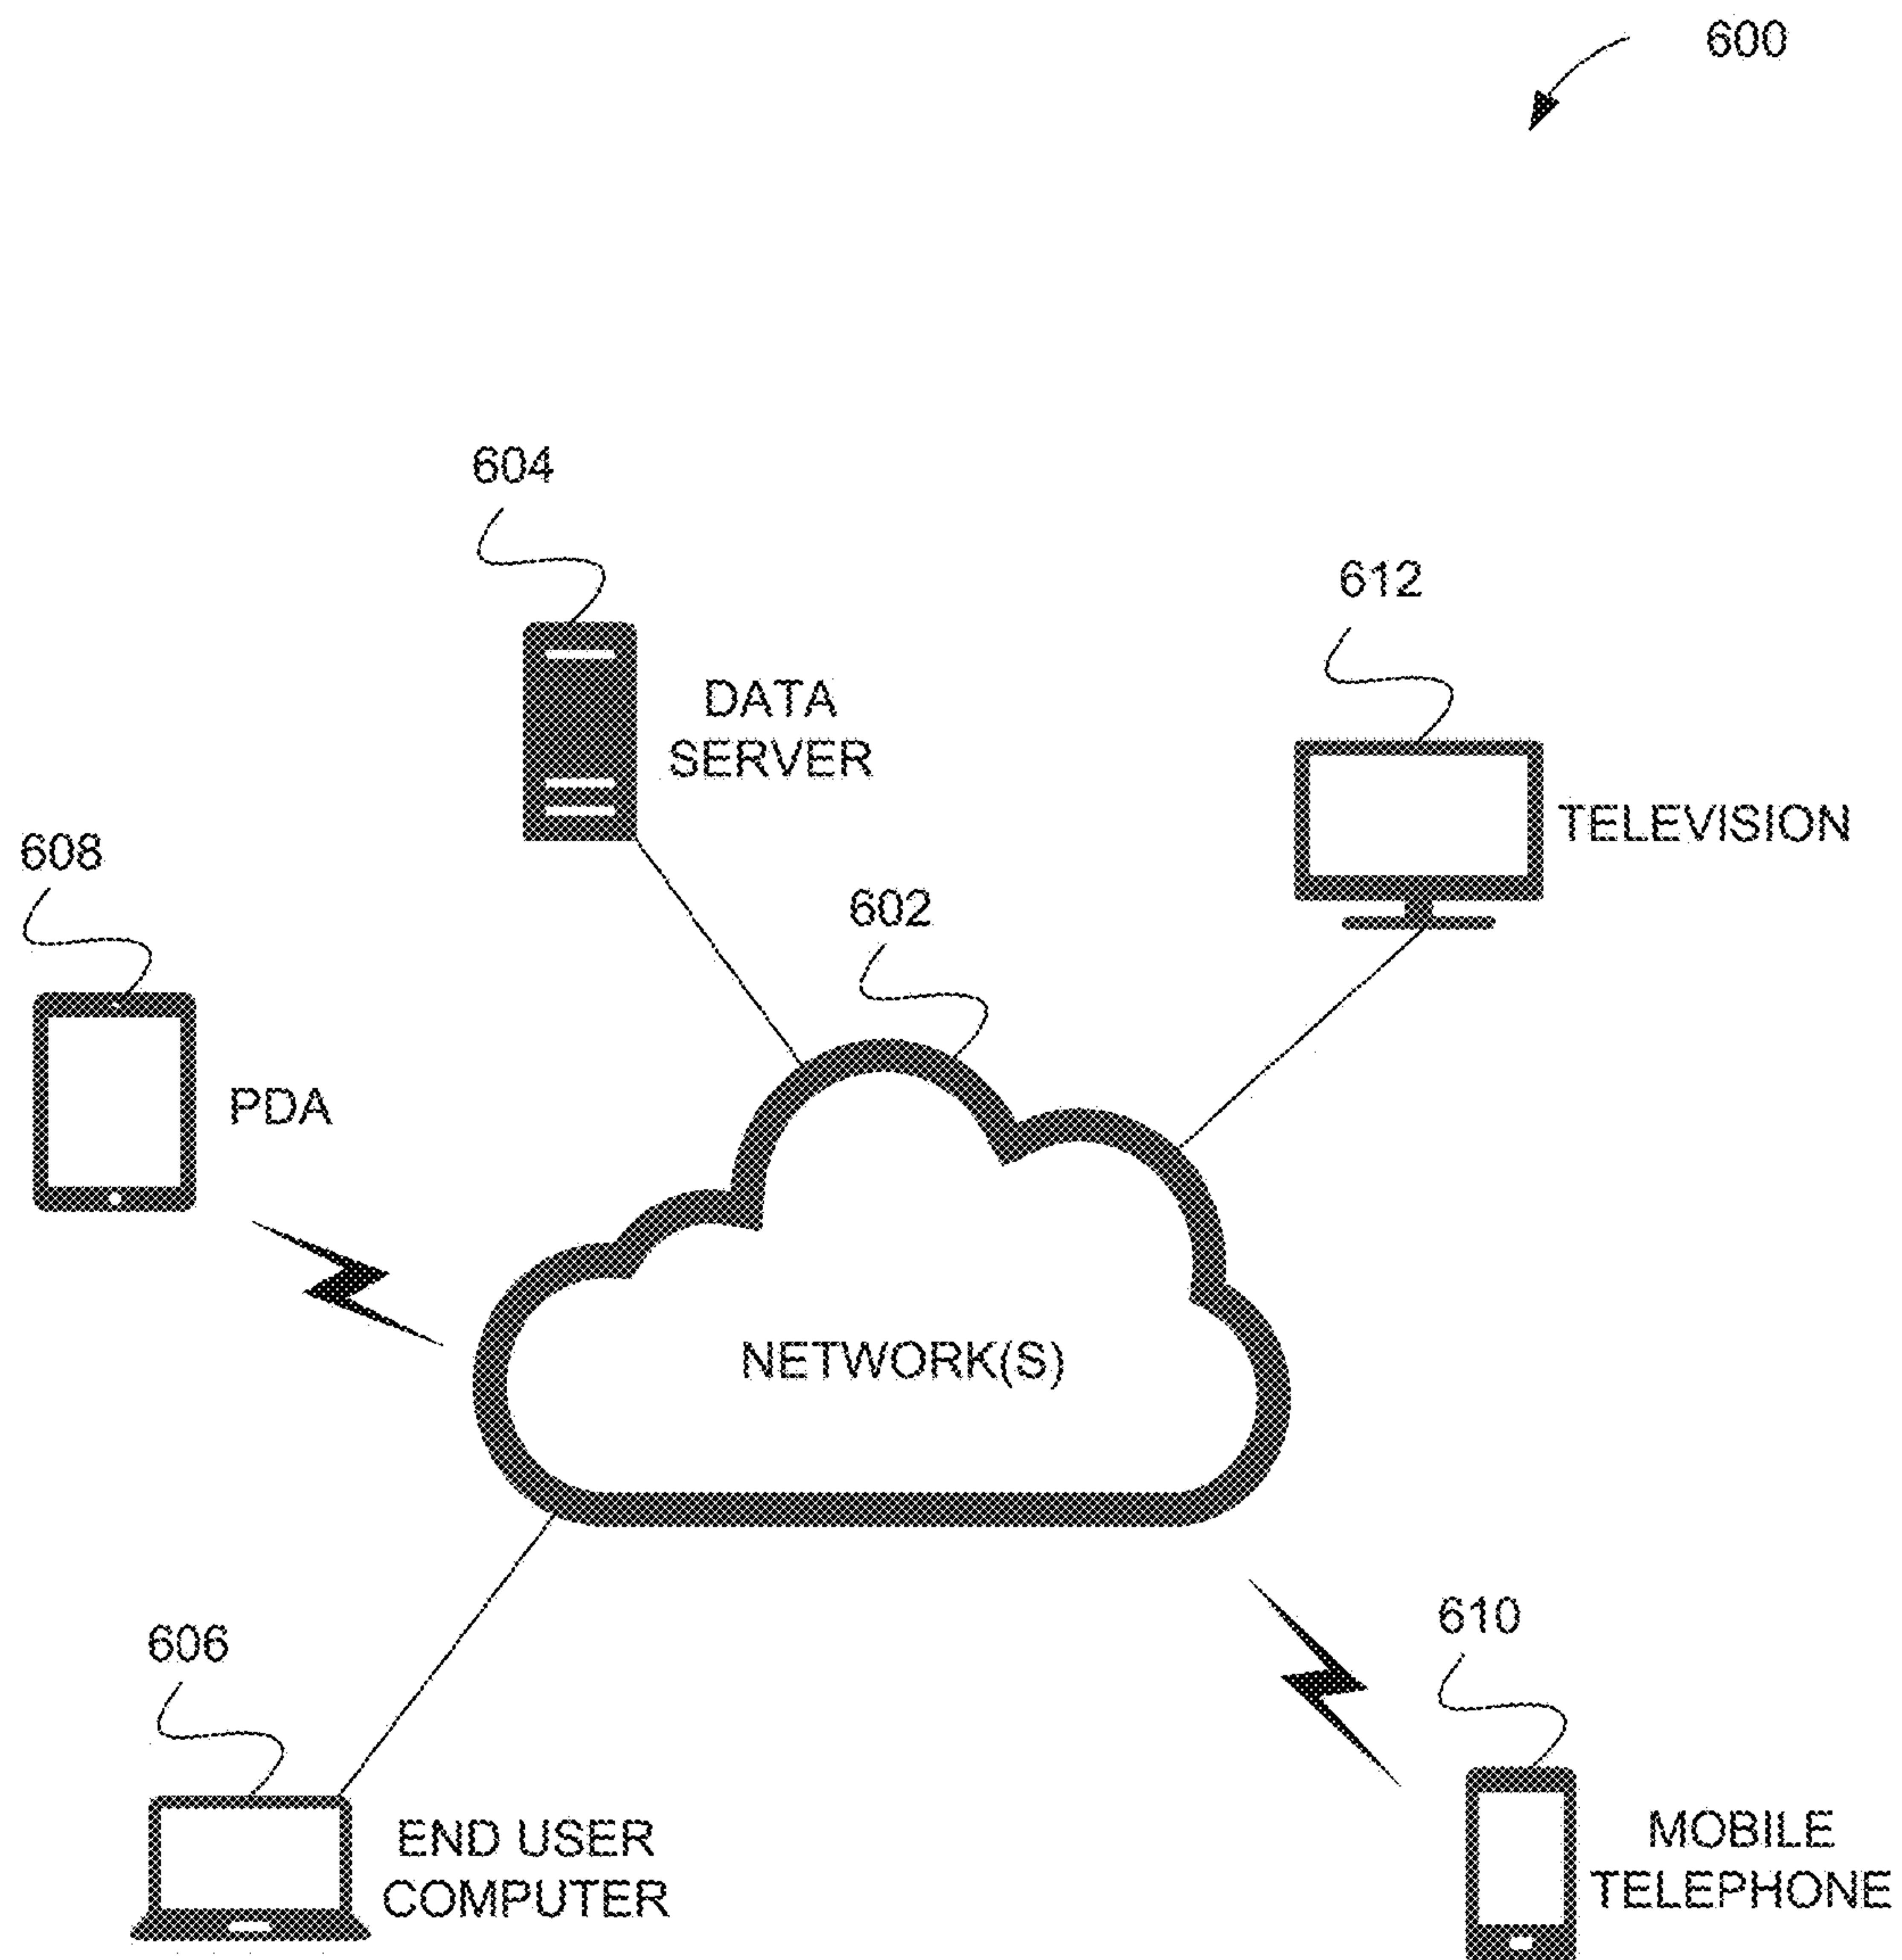 600
604
612
DATA
SERVER
TELEVISION
608
602
PDA
NETWORK(S)
606
610
END USER
COMPUTER
MOBILE
TELEPHONE